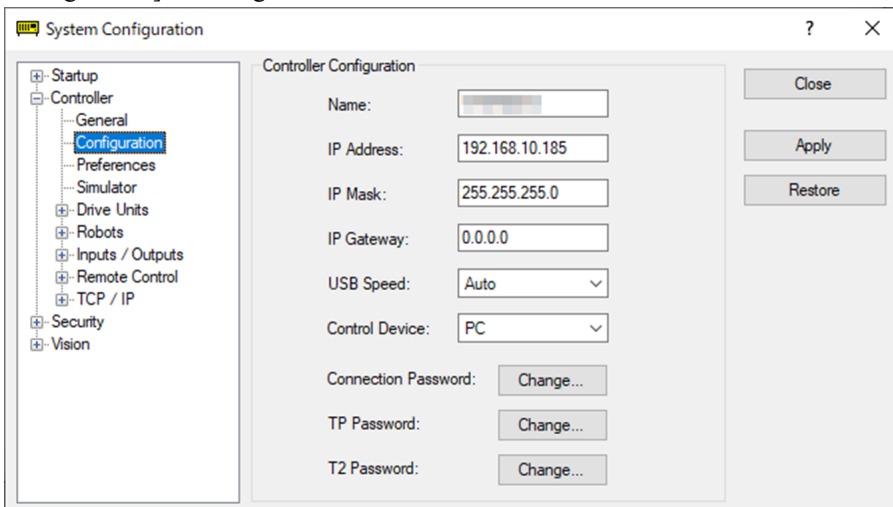 System Configuration
?
Startup
Controller
General
Configuration
Preferences
Simulator
Drive Units
Robots
Inputs / Outputs
Remote Control
TCP / IP
Security
Vision
Controller Configuration
Name:
IP Address: 192.168.10.185
IP Mask: 255.255.255.0
IP Gateway: 0.0.0.0
USB Speed: Auto
Control Device: PC
Connection Password: Change...
TP Password: Change...
T2 Password: Change...
Close
Apply
Restore